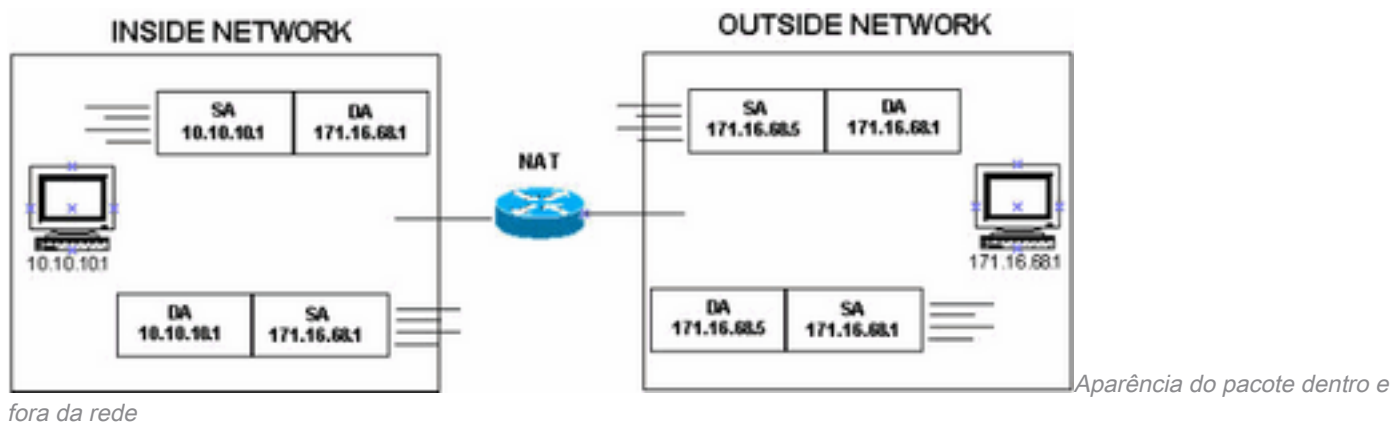 INSIDE NETWORK
OUTSIDE NETWORK
SA
10.10.10.1
DA
171.16.68.1
SA
171.16.68.5
DA
171.16.68.1
NAT
10.10.10.1
171.16.68.1
DA
10.10.10.1
SA
171.16.68.1
DA
171.16.68.5
SA
171.16.68.1
Aparência do pacote dentro e
fora da rede